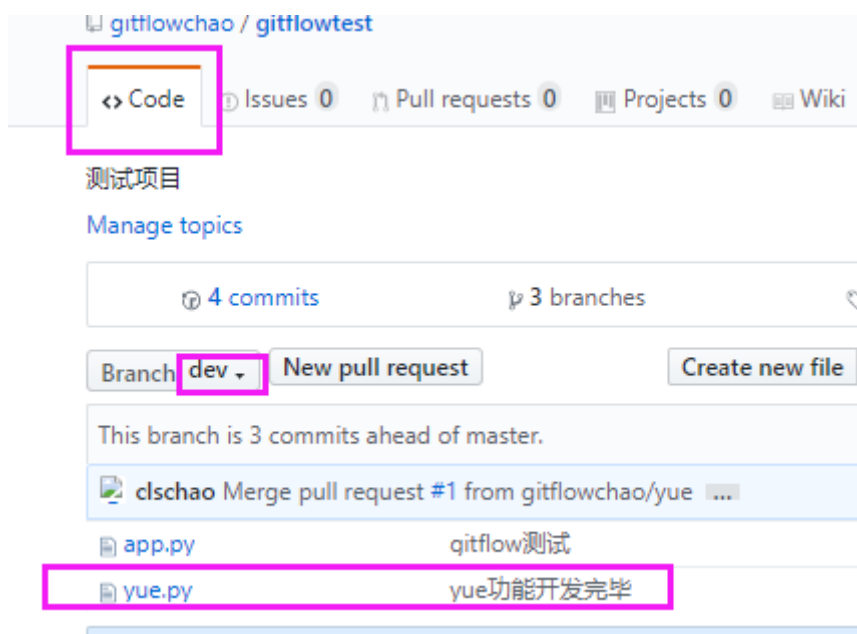 gitflowchao / gitflowtest
<> Code Issues 0 Pull requests 0 Projects 0 Wiki
测试项目
Manage topics
4 commits 3 branches
Branch dev New pull request Create new file
This branch is 3 commits ahead of master.
clschao Merge pull request #1 from gitflowchao/yue ...
app.py gitflow测试
yue.py yue功能开发完毕